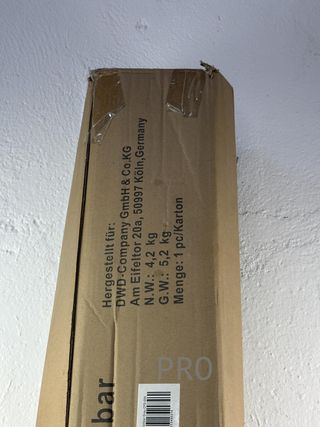 Hergestellt für:
DWD-Company GmbH & Co.KG
Am Eifeltor 20a, 50997 Köln,Germany
N.W.: 4,2 kg
G.W.: 5,2 kg
Menge: 1 pc/Karton
PRO
bar